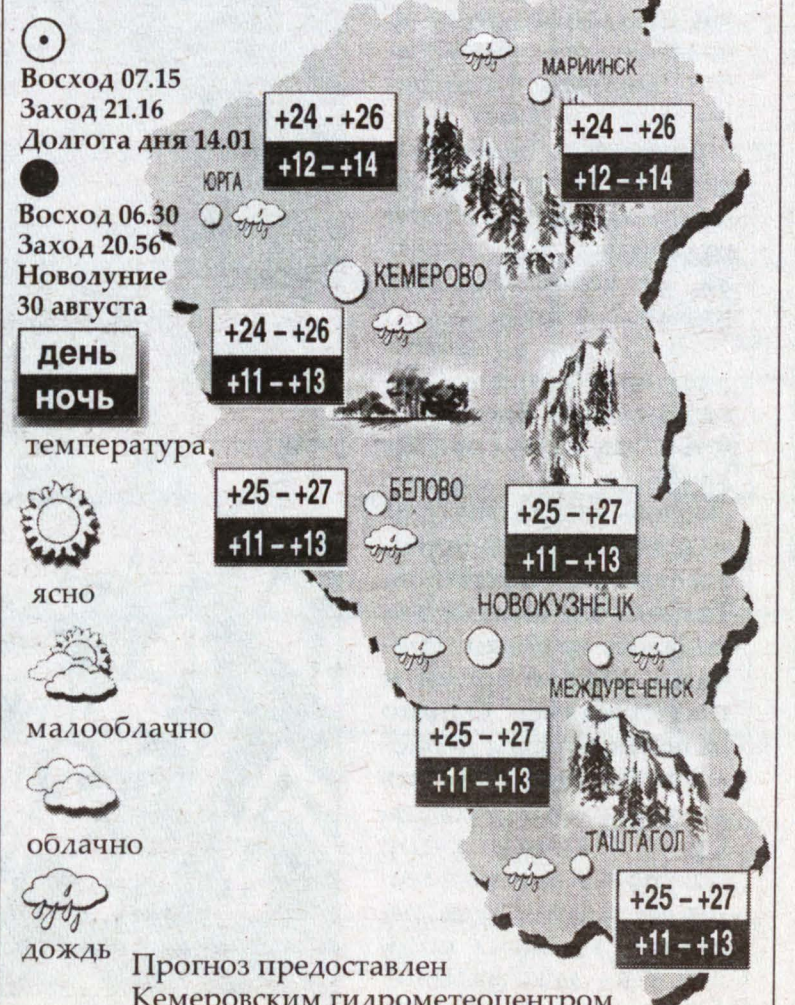 Восход 07.15
Заход 21.16
Долгота дня 14.01
Восход 06.30
Заход 20.56
Новолуние
30 августа
день
ночь
температура
ясно
малооблачно
облачно
дождь
МАРИИНСК
+24 – +26
+12 – +14
+24 - +26
+12 – +14
ЮРГА
КЕМЕРОВО
+24 – +26
+11 – +13
БЕЛОВО
+25 – +27
+11 – +13
+25 – +27
+11 – +13
НОВОКУЗНЕЦК
МЕЖДУРЕЧЕНСК
+25 – +27
+11 – +13
ТАШТАГОЛ
+25 – +27
+11 – +13
Прогноз предоставлен
Кемеровским гидрометеоцентром